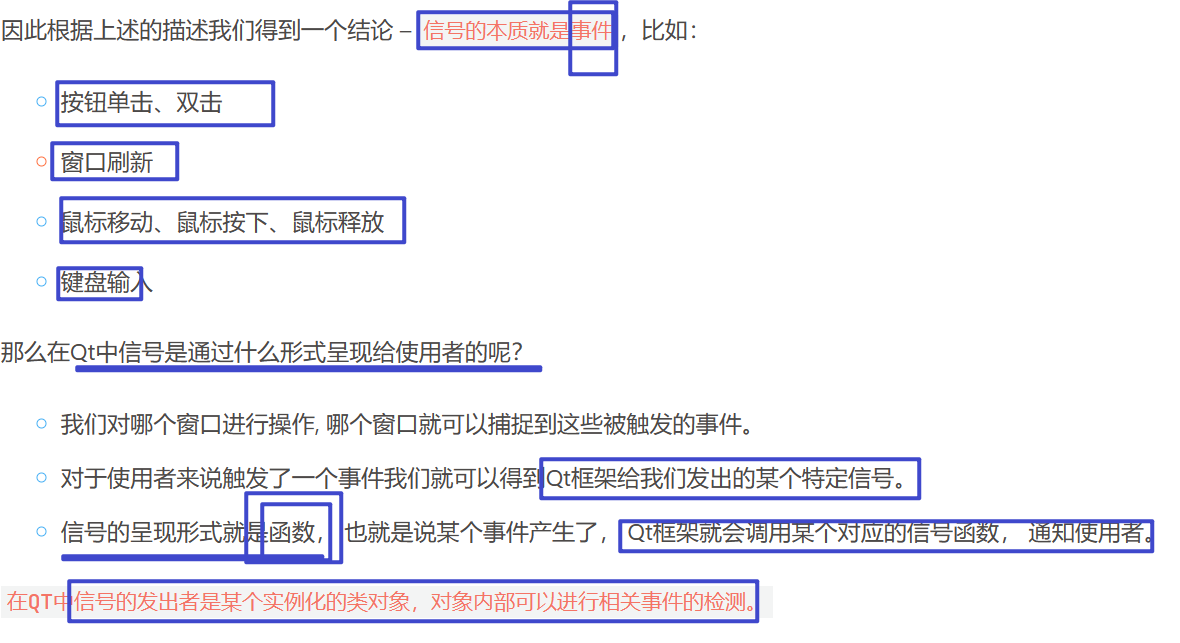 因此根据上述的描述我们得到一个结论 – 信号的本质就是事件，比如：
按钮单击、双击
窗口刷新
鼠标移动、鼠标按下、鼠标释放
键盘输入
那么在Qt中信号是通过什么形式呈现给使用者的呢？
我们对哪个窗口进行操作, 哪个窗口就可以捕捉到这些被触发的事件。
对于使用者来说触发了一个事件我们就可以得到Qt框架给我们发出的某个特定信号。
信号的呈现形式就是函数， 也就是说某个事件产生了， Qt框架就会调用某个对应的信号函数， 通知使用者。
在QT中信号的发出者是某个实例化的类对象，对象内部可以进行相关事件的检测。